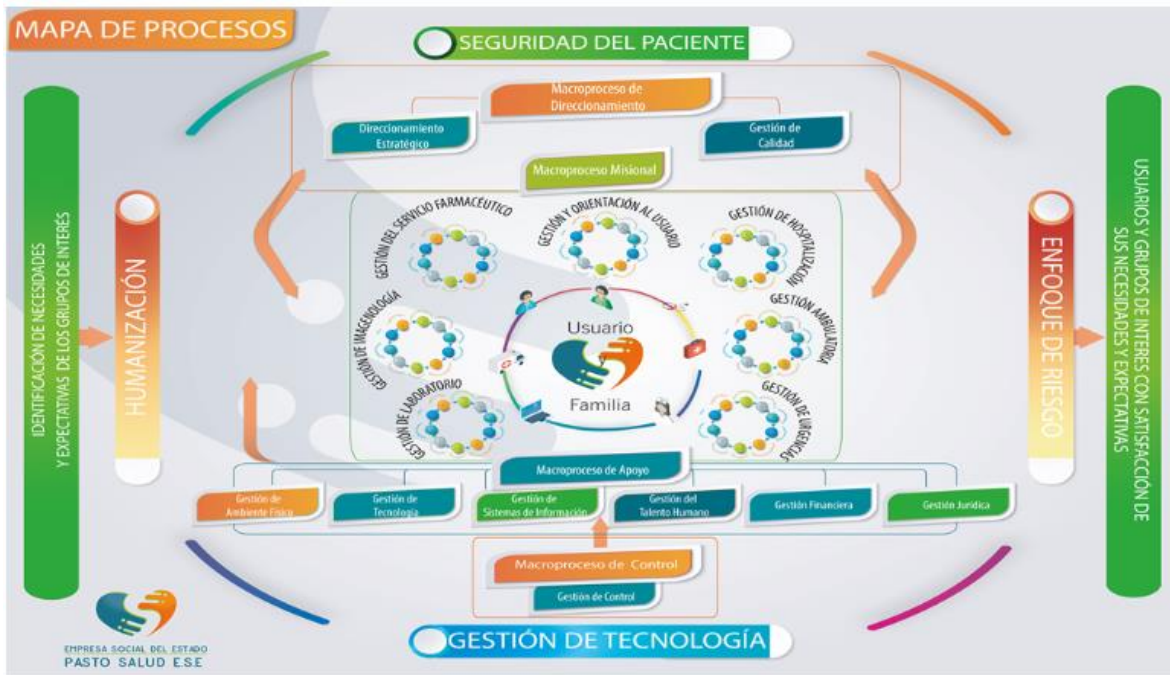 MAPA DE PROCESOS
SEGURIDAD DEL PACIENTE
Macroproceso de
Direccionamiento
Direccionamiento
Estratégico
Gestión de
Calidad
Macroproceso Misional
IDENTIFICACIÓN DE NECESIDADES
Y EXPECTATIVAS DE LOS GRUPOS DE INTERÉS
HUMANIZACIÓN
GESTIÓN DEL SERVICIO FARMACÉUTICO
GESTIÓN Y ORIENTACIÓN AL USUARIO
GESTIÓN DE HOSPITALIZACIÓN
GESTIÓN DE IMAGENOLOGÍA
GESTIÓN AMBULATORIA
GESTIÓN DE LABORATORIO
GESTIÓN DE URGENCIAS
Usuario
Familia
ENFOQUE DE RIESGO
USUARIOS Y GRUPOS DE INTERES CON SATISFACCIÓN DE
SUS NECESIDADES Y EXPECTATIVAS
Macroproceso de Apoyo
Gestión de
Ambiente Físico
Gestión de
Tecnología
Gestión de
Sistemas de Información
Gestión del
Talento Humano
Gestión Financiera
Gestión Jurídica
Macroproceso de Control
Gestión de Control
GESTIÓN DE TECNOLOGÍA
EMPRESA SOCIAL DEL ESTADO
PASTO SALUD E.S.E